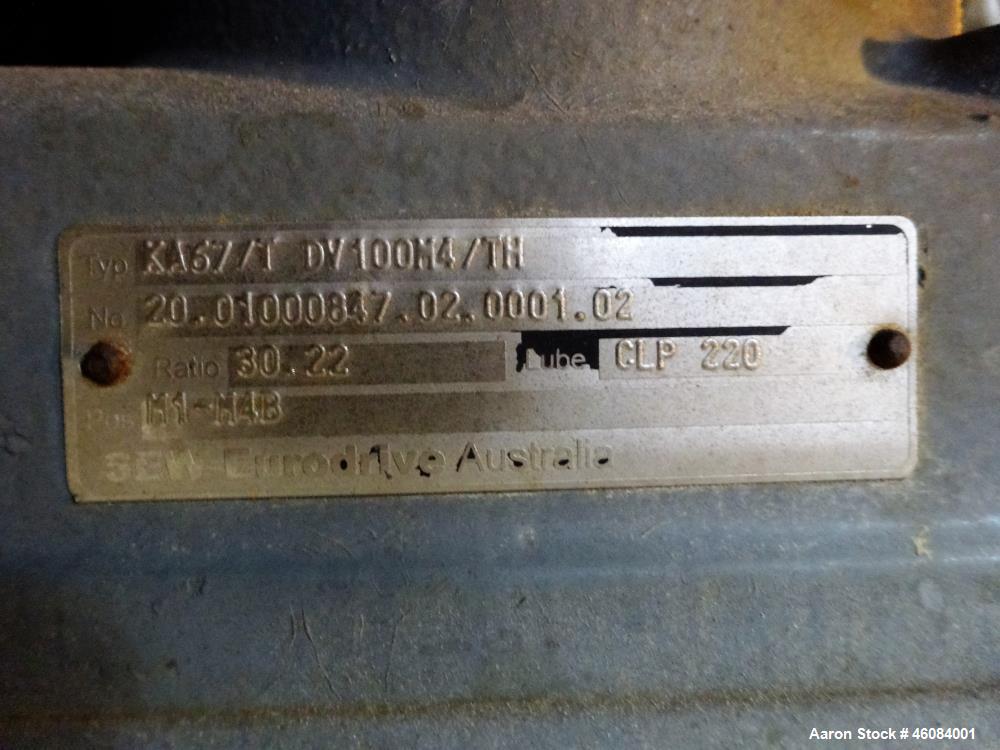 Typ KA67/T DV100M4/TH
No. 20.01000847.02.0001.02
Ratio 30.22 Lube CLP 220
Pos M1-M4B
SEW-Eurodrive Australia
Aaron Stock # 46084001